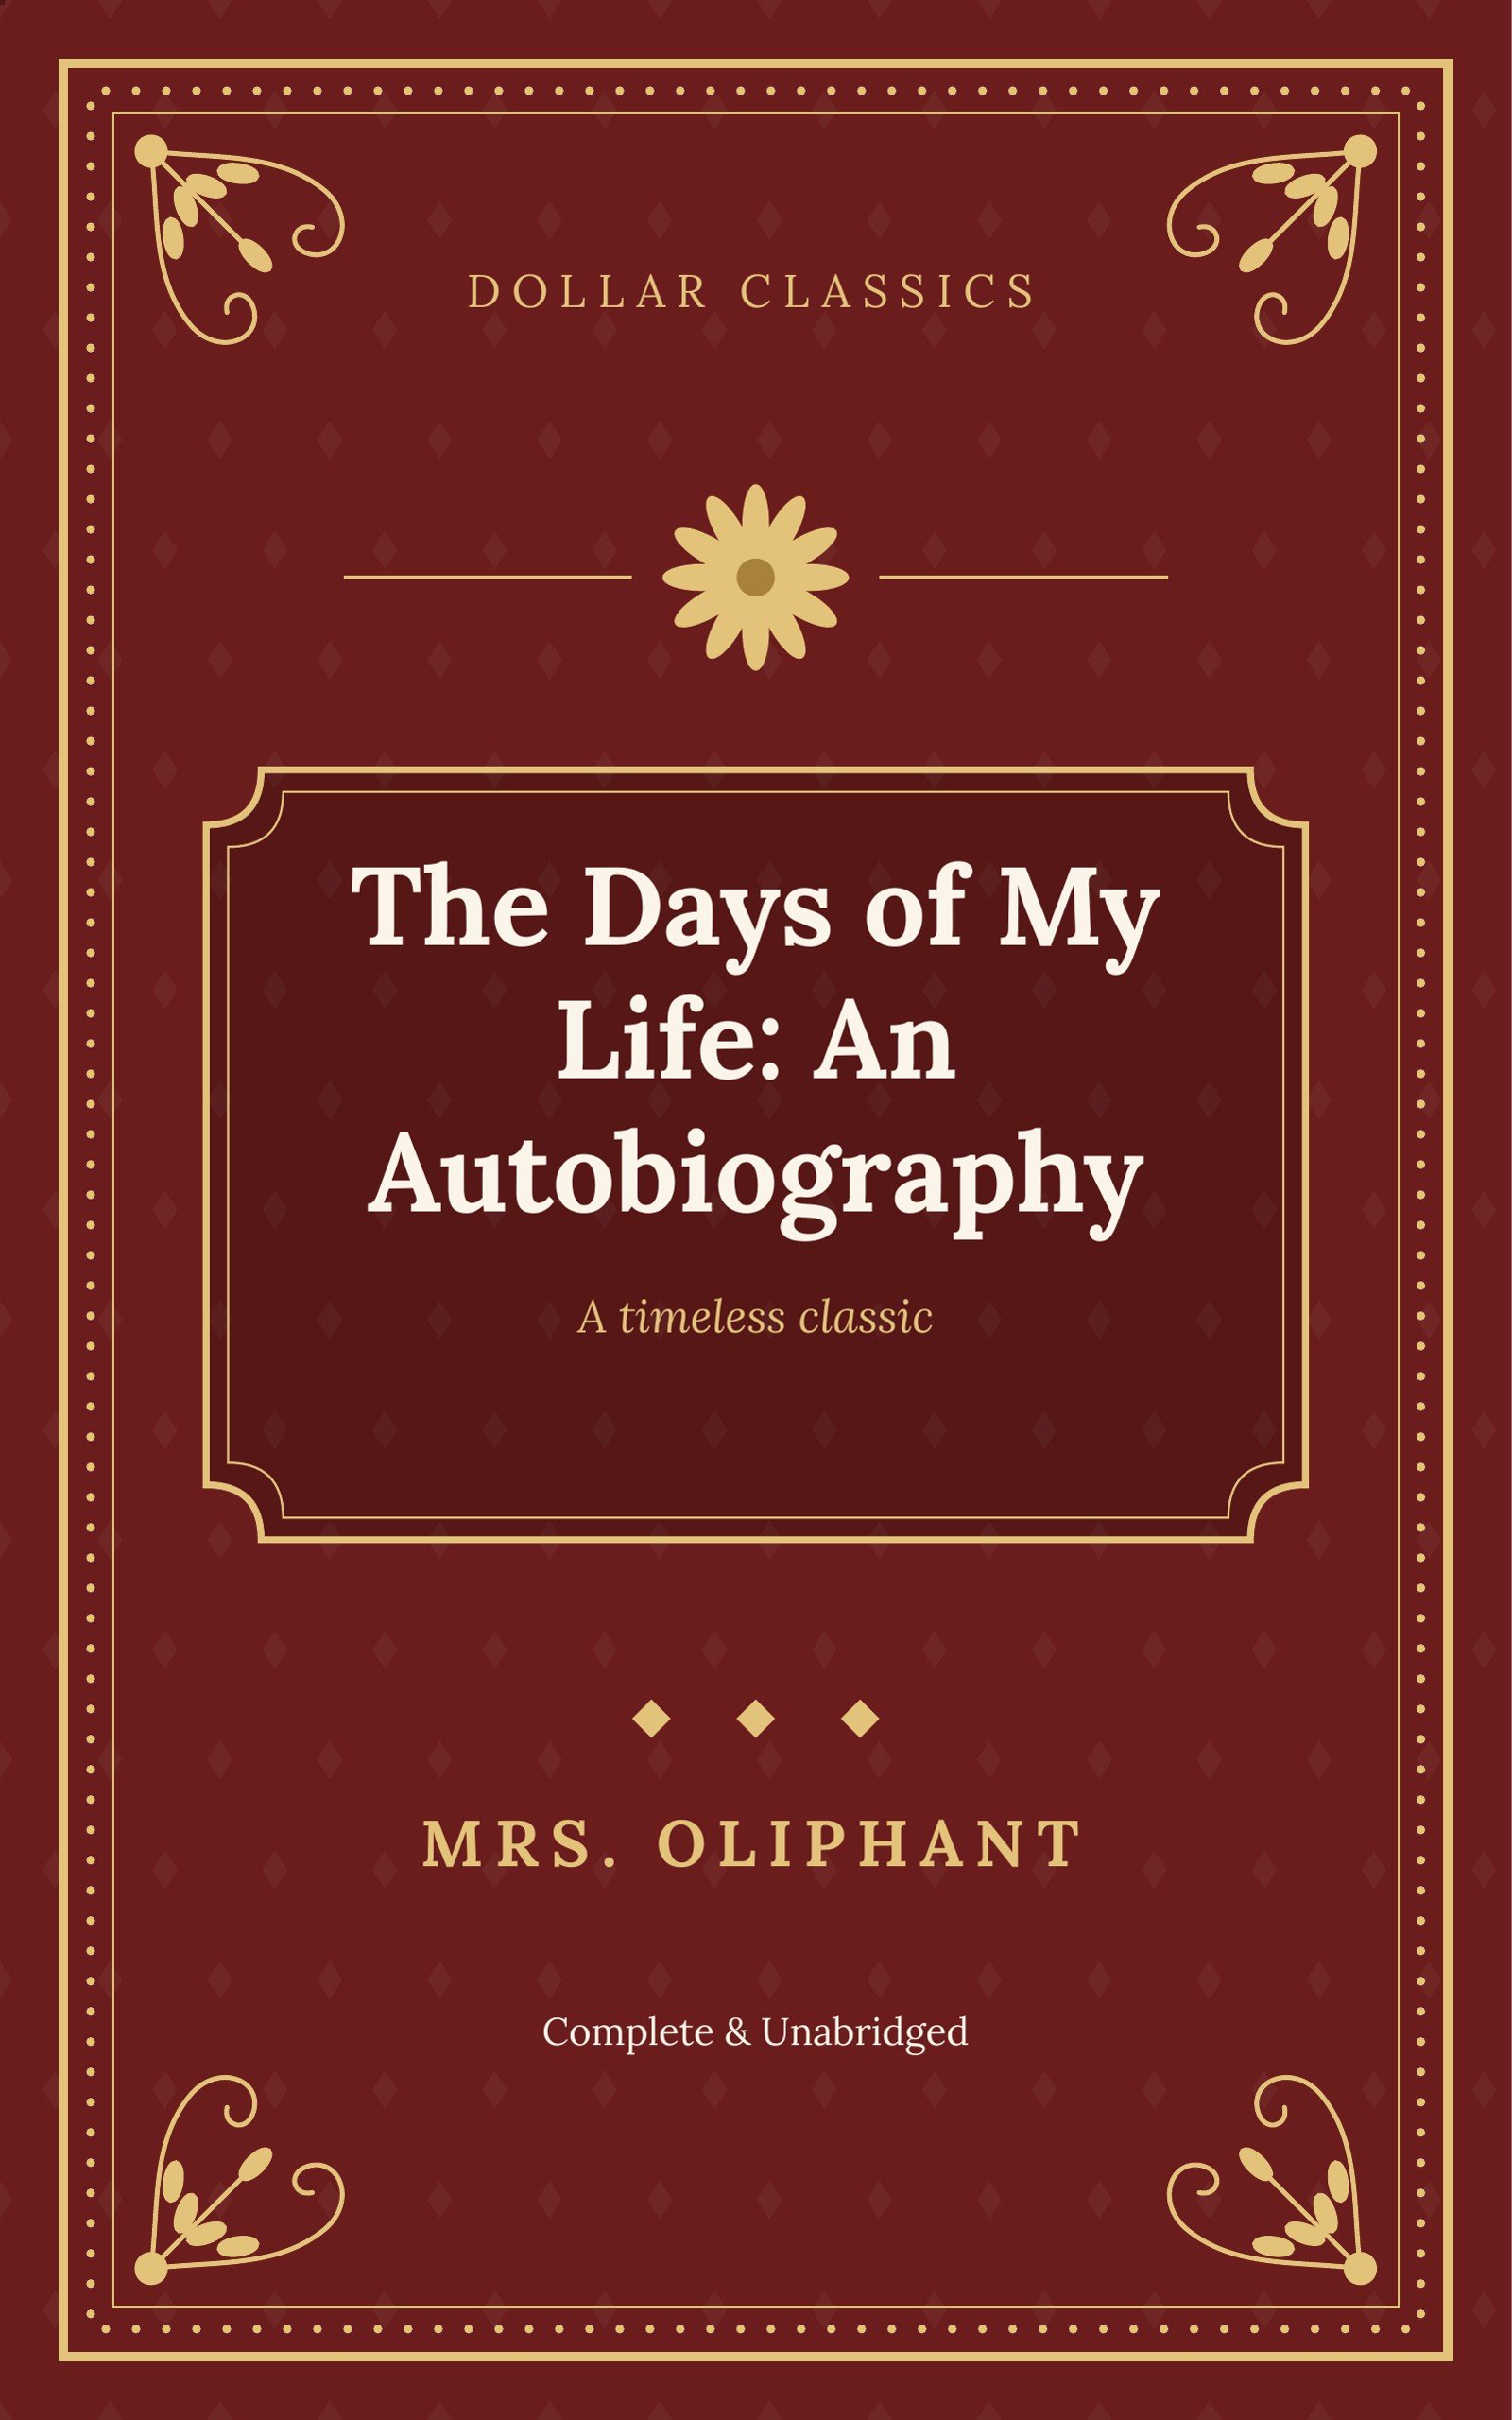 DOLLAR CLASSICS
The Days of My
Life: An
Autobiography
A timeless classic
MRS. OLIPHANT
Complete & Unabridged